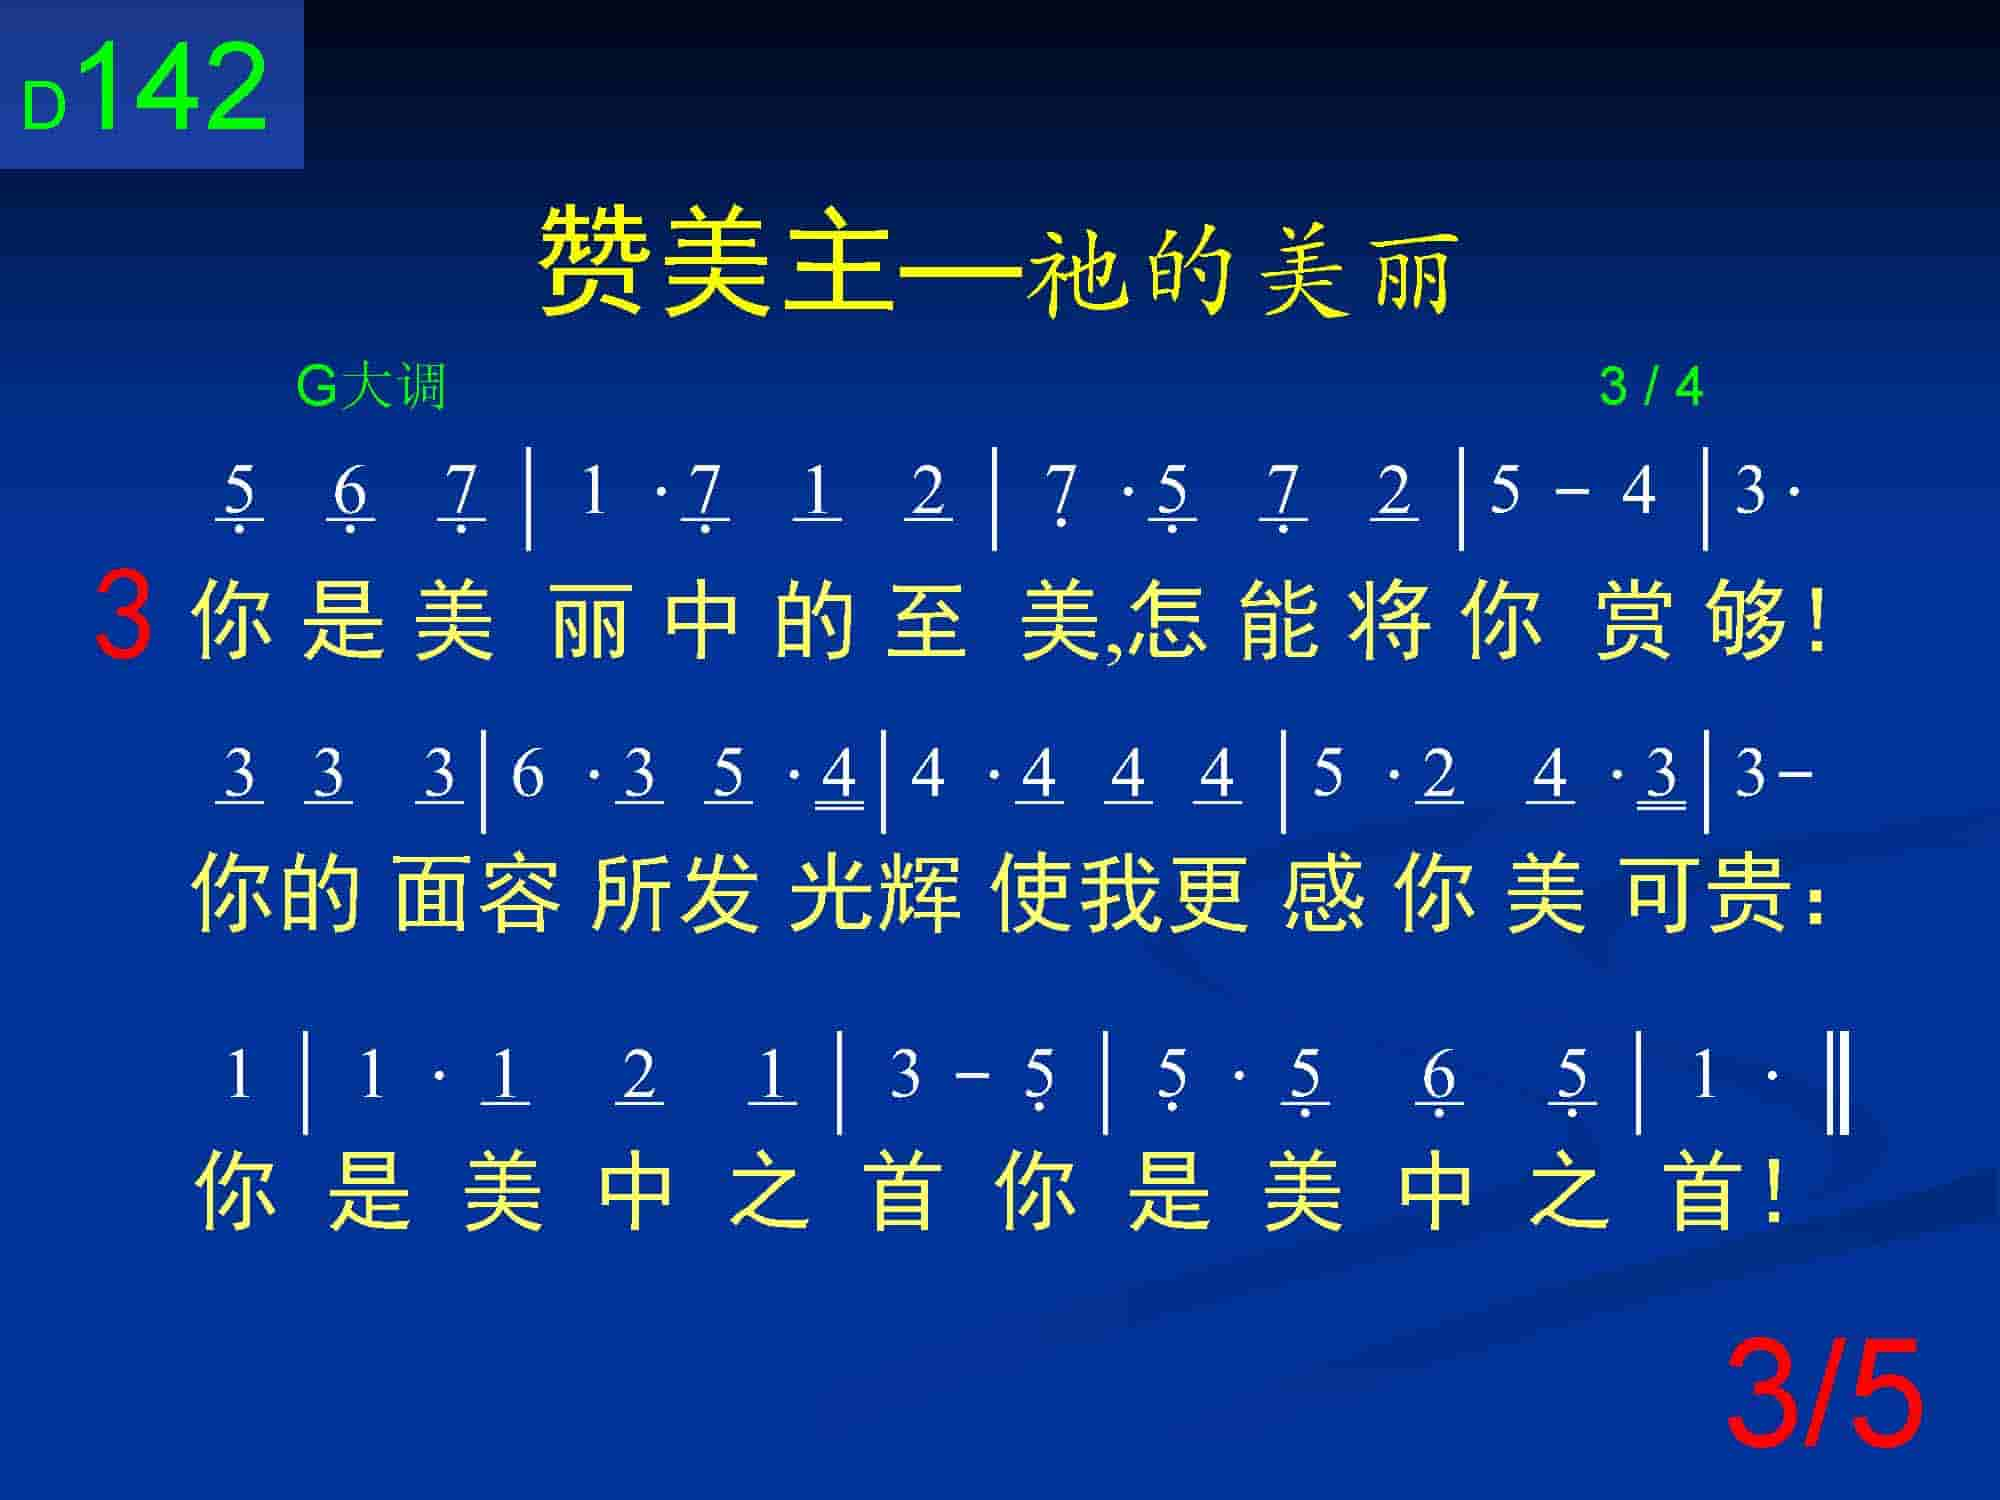 D142
赞美主—祂的美丽
G大调 3 / 4
5̣ 6̣ 7̣ | 1 · 7̣ 1 2 | 7̣ · 5̣ 7̣ 2 | 5 - 4 | 3 ·
3 你是美丽中的至美,怎能将你赏够！
3 3 3 | 6 · 3 5 · 4 | 4 · 4 4 4 | 5 · 2 4 · 3 | 3 -
你的面容所发光辉使我更感你美可贵：
1 | 1 · 1 2 1 | 3 - 5̣ | 5̣ · 5̣ 6̣ 5̣ | 1 · ‖
你是美中之首你是美中之首！
3/5